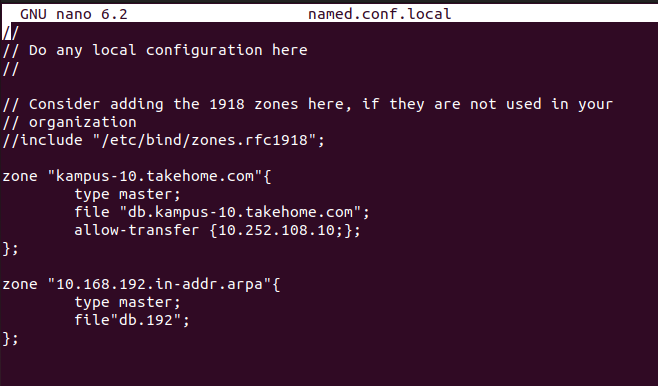 GNU nano 6.2 named.conf.local
//
// Do any local configuration here
//
// Consider adding the 1918 zones here, if they are not used in your
// organization
//include "/etc/bind/zones.rfc1918";
zone "kampus-10.takehome.com"{
type master;
file "db.kampus-10.takehome.com";
allow-transfer {10.252.108.10;};
};
zone "10.168.192.in-addr.arpa"{
type master;
file"db.192";
};